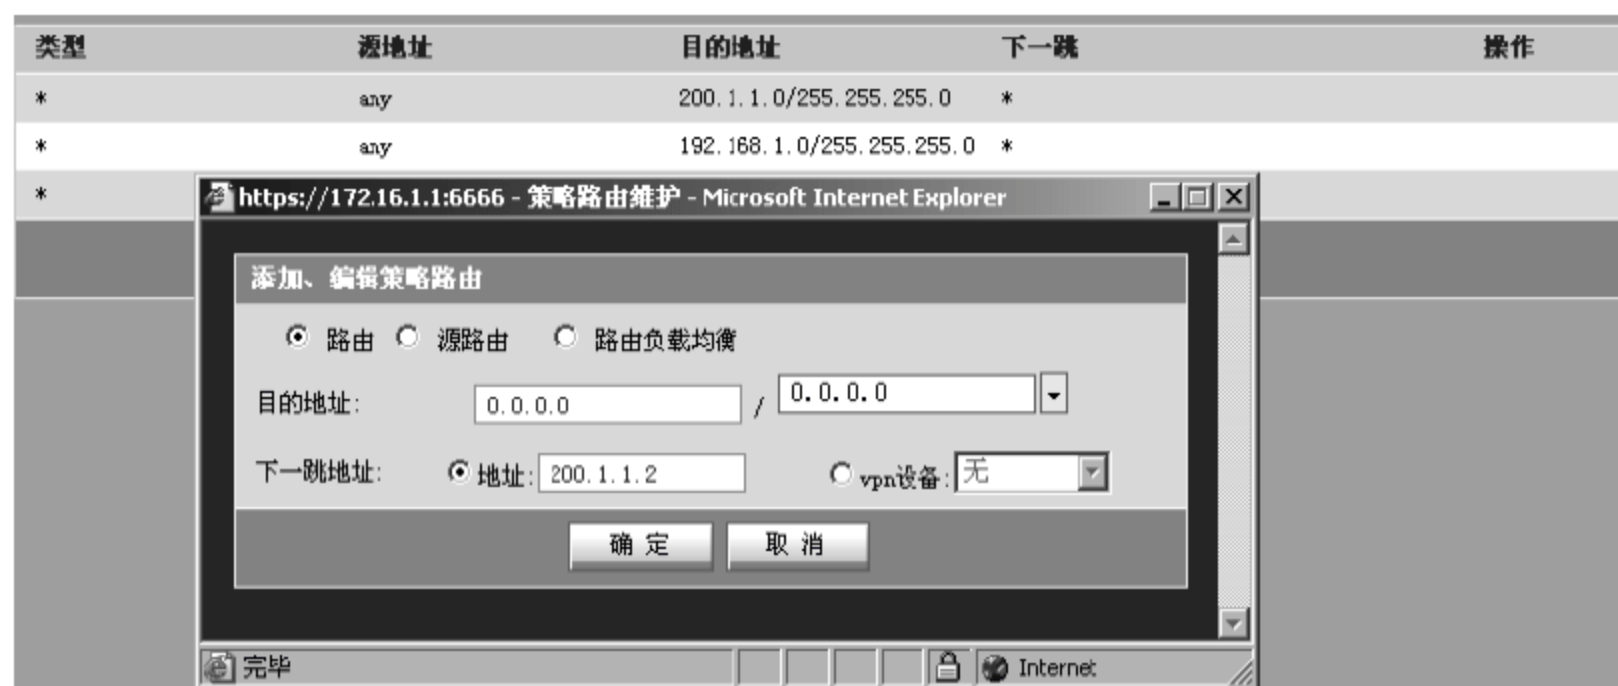 类型 源地址 目的地址 下一跳 操作
* any 200.1.1.0/255.255.255.0 *
* any 192.168.1.0/255.255.255.0 *
*
https://172.16.1.1:6666 - 策略路由维护 - Microsoft Internet Explorer
添加、编辑策略路由
路由 源路由 路由负载均衡
目的地址: 0.0.0.0 / 0.0.0.0
下一跳地址: 地址: 200.1.1.2 vpn设备: 无
确 定 取 消
完毕 Internet